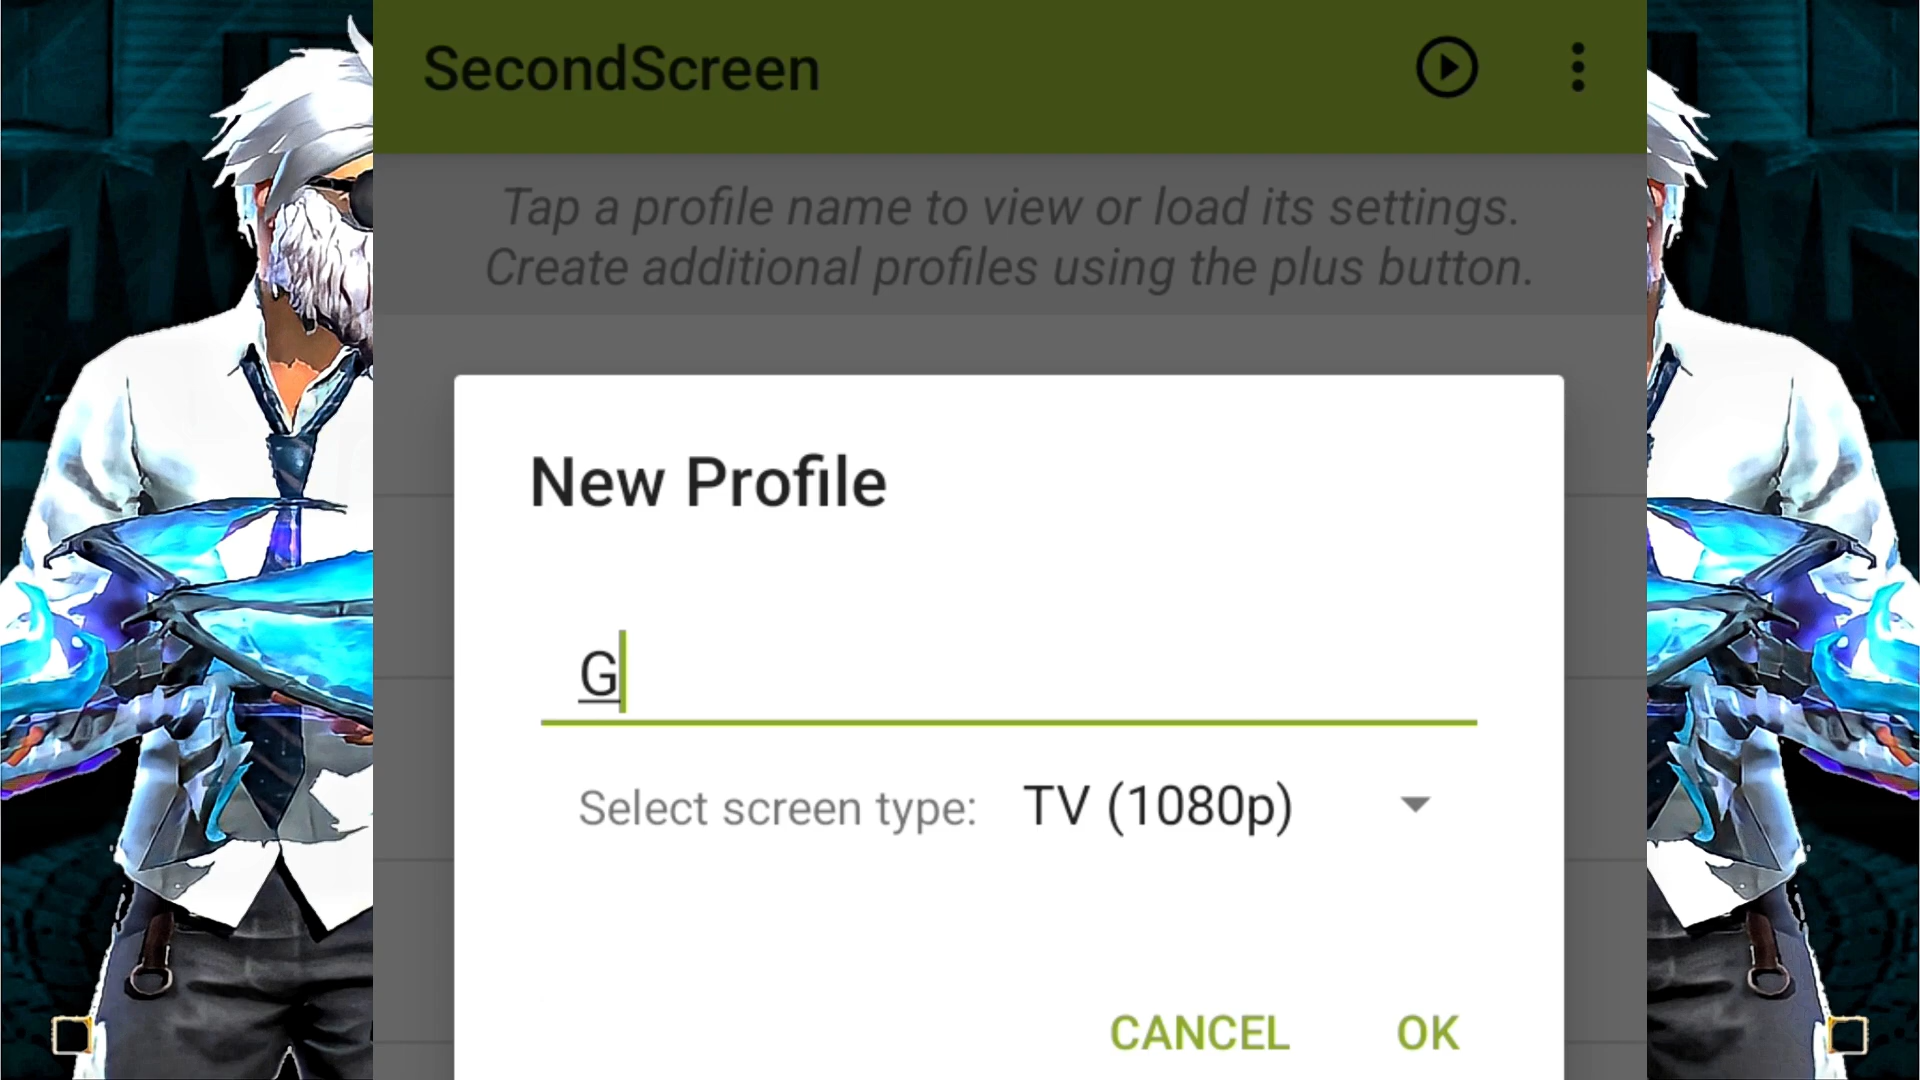 SecondScreen
Tap a profile name to view or load its settings.
Create additional profiles using the plus button.
New Profile
G
Select screen type: TV (1080p)
CANCEL OK